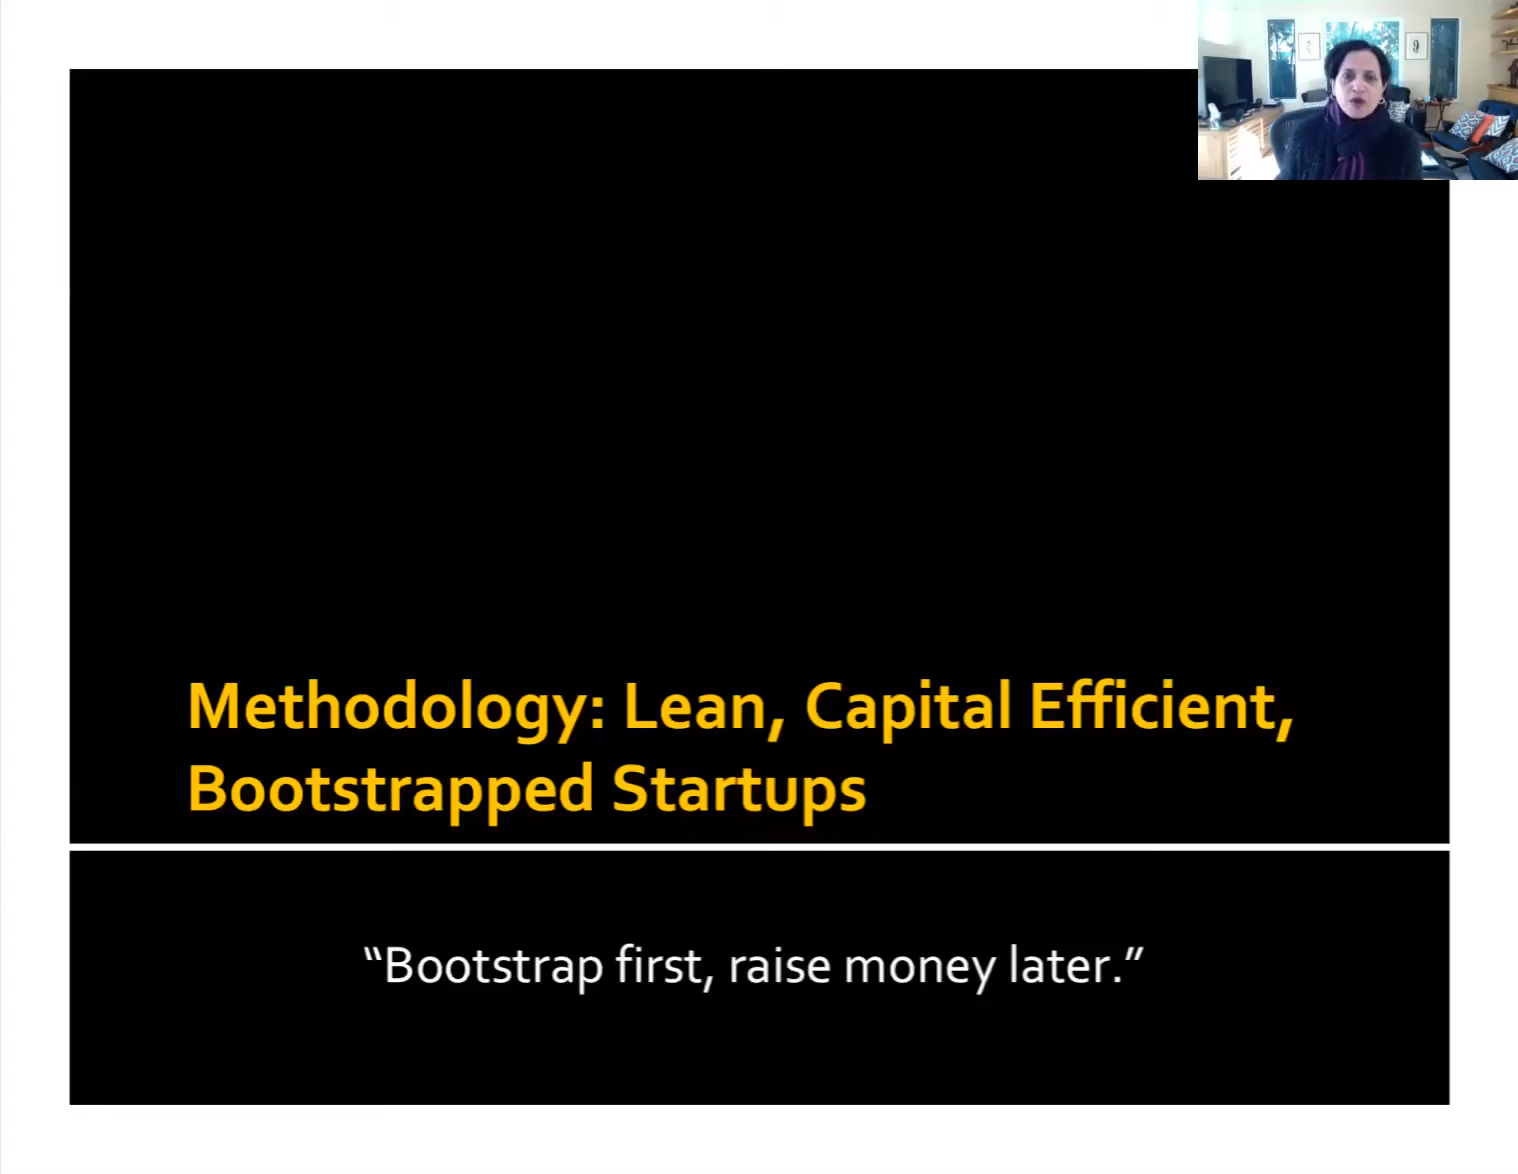 Methodology: Lean, Capital Efficient,
Bootstrapped Startups
“Bootstrap first, raise money later.”